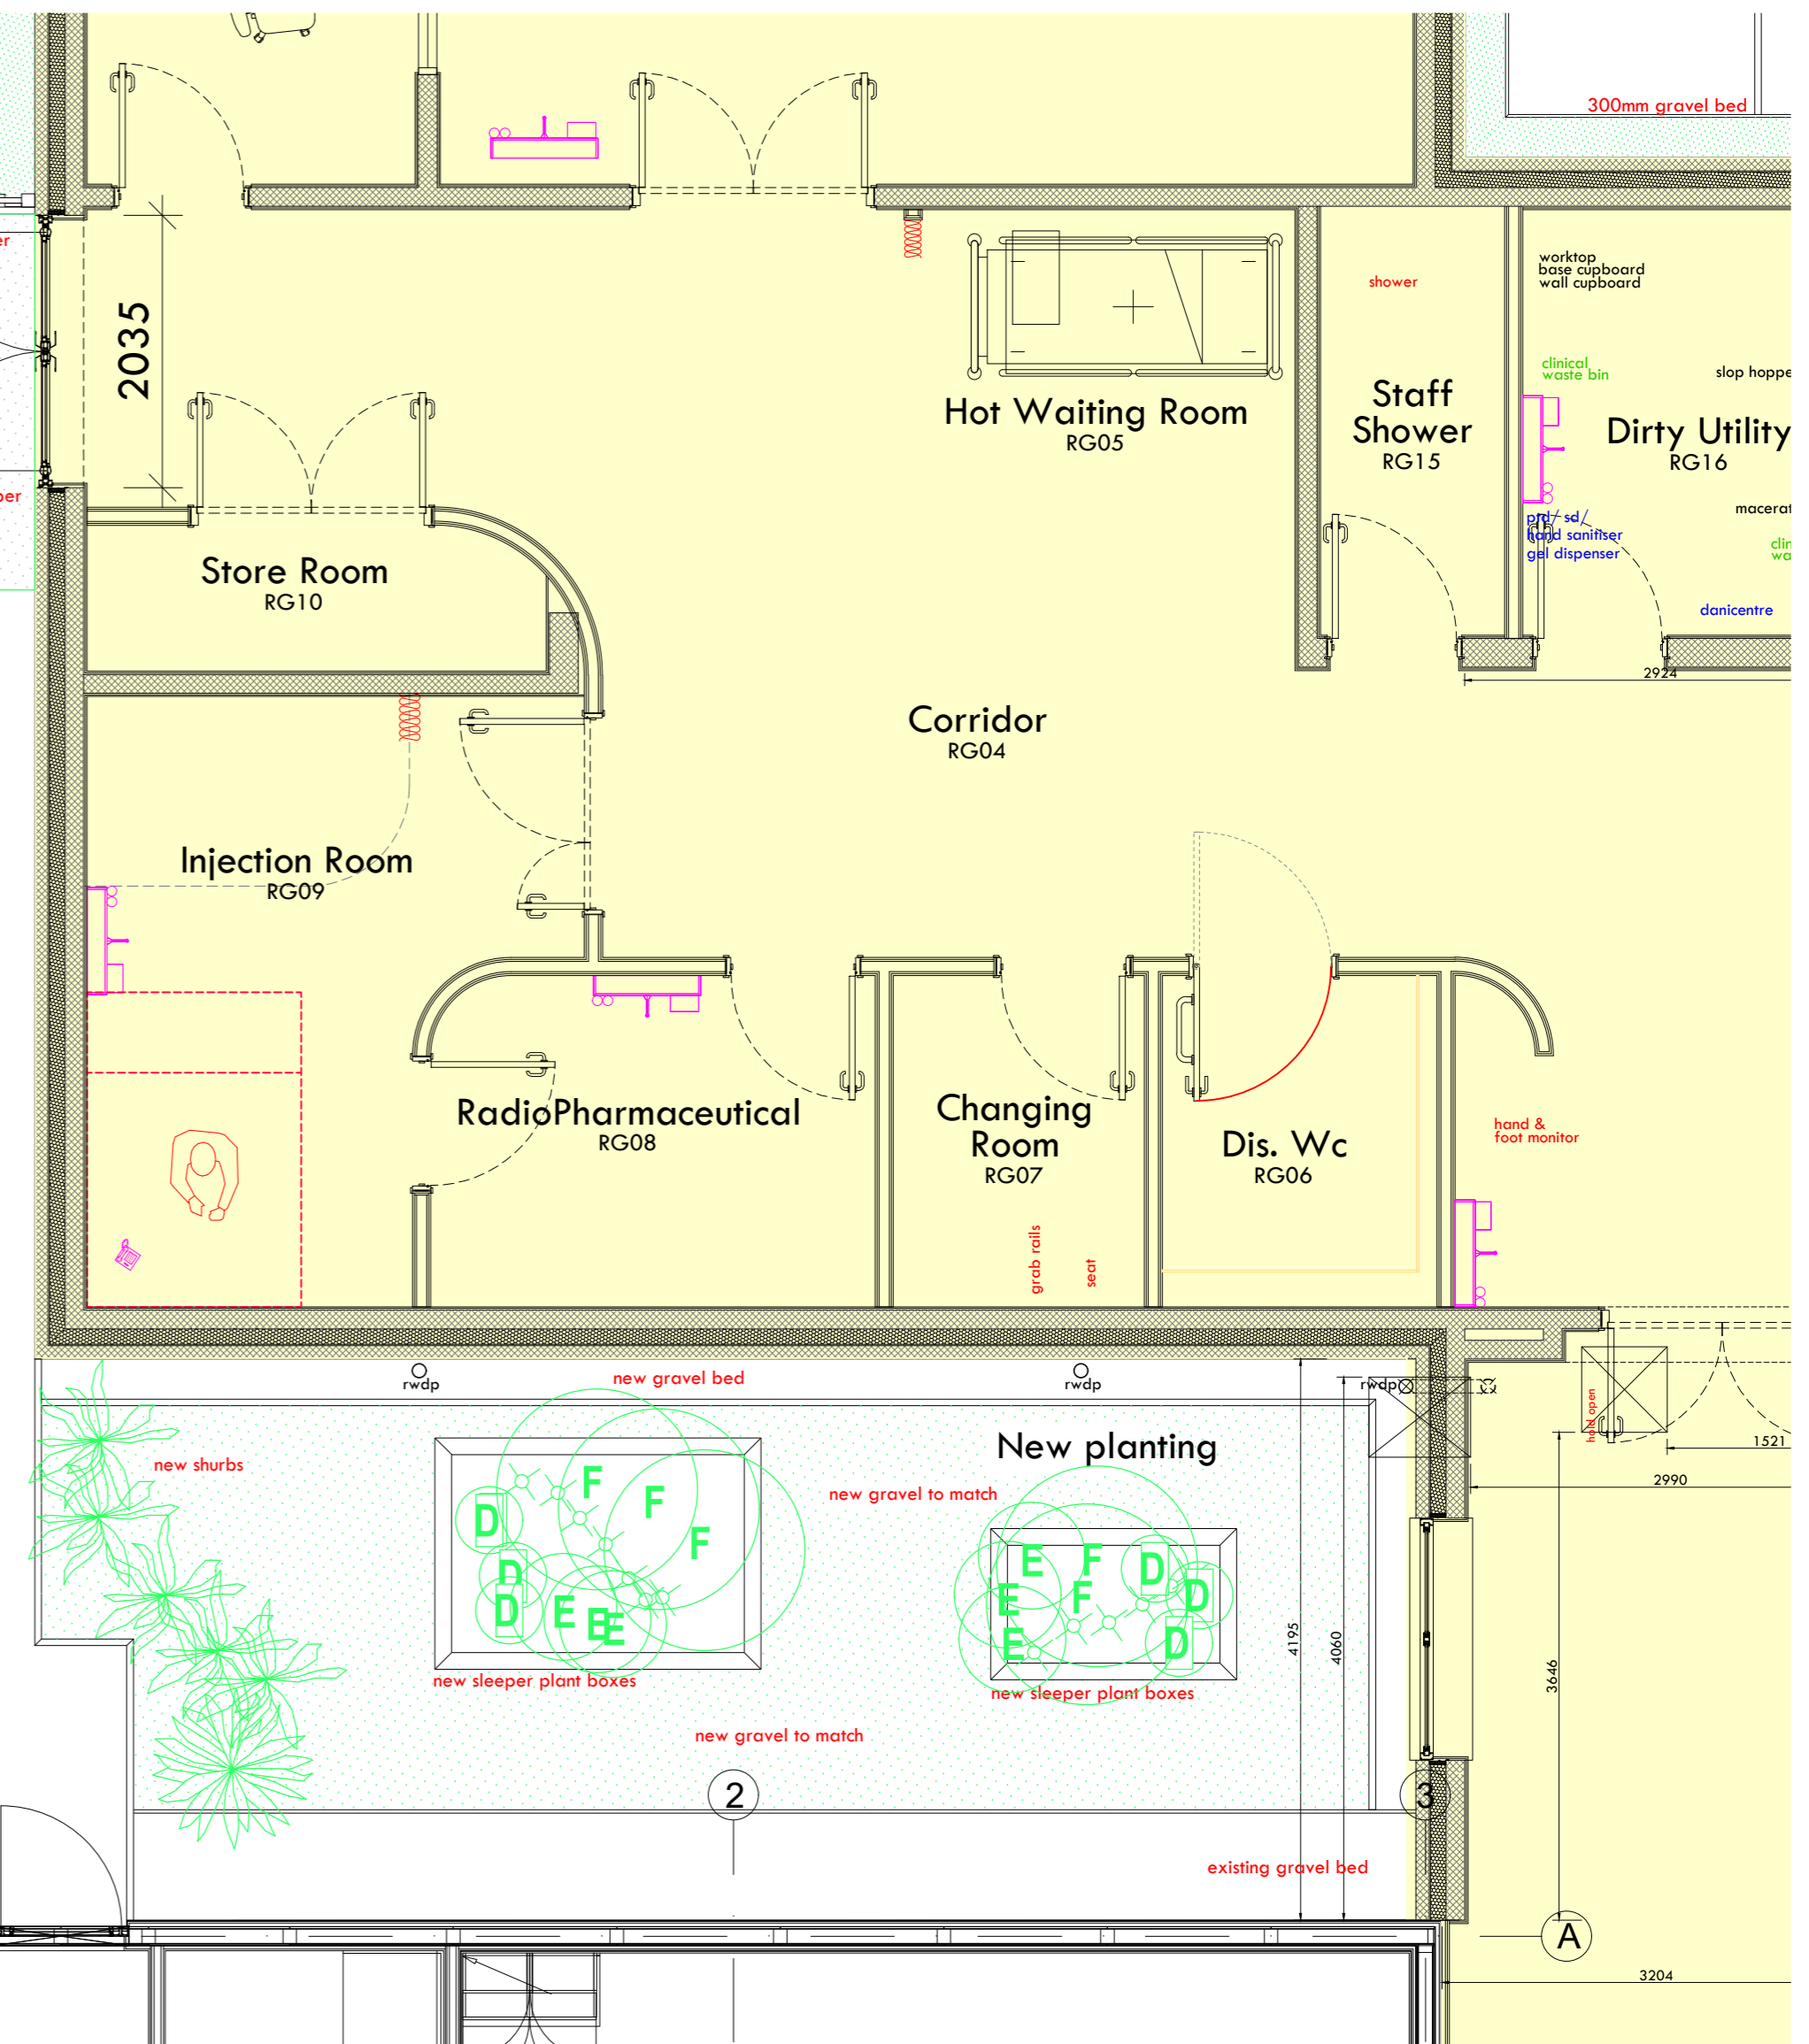 300mm gravel bed
2035
shower
worktop
base cupboard
wall cupboard
clinical
waste bin
Hot Waiting Room
RG05
Staff
Shower
RG15
Dirty Utility
RG16
ptd/ sd/
hand sanitiser
gel dispenser
danicentre
Store Room
RG10
2924
Corridor
RG04
Injection Room
RG09
RadioPharmaceutical
RG08
Changing
Room
RG07
Dis. Wc
RG06
hand &
foot monitor
grab rails
seat
rwdp
new gravel bed
rwdp
rwdp
hold open
1521
2990
New planting
new shurbs
new gravel to match
F
F
F
D
D
D
E
E
E
E
F
D
E
F
D
E
D
4195
4060
3646
new sleeper plant boxes
new sleeper plant boxes
new gravel to match
2
3
existing gravel bed
A
3204